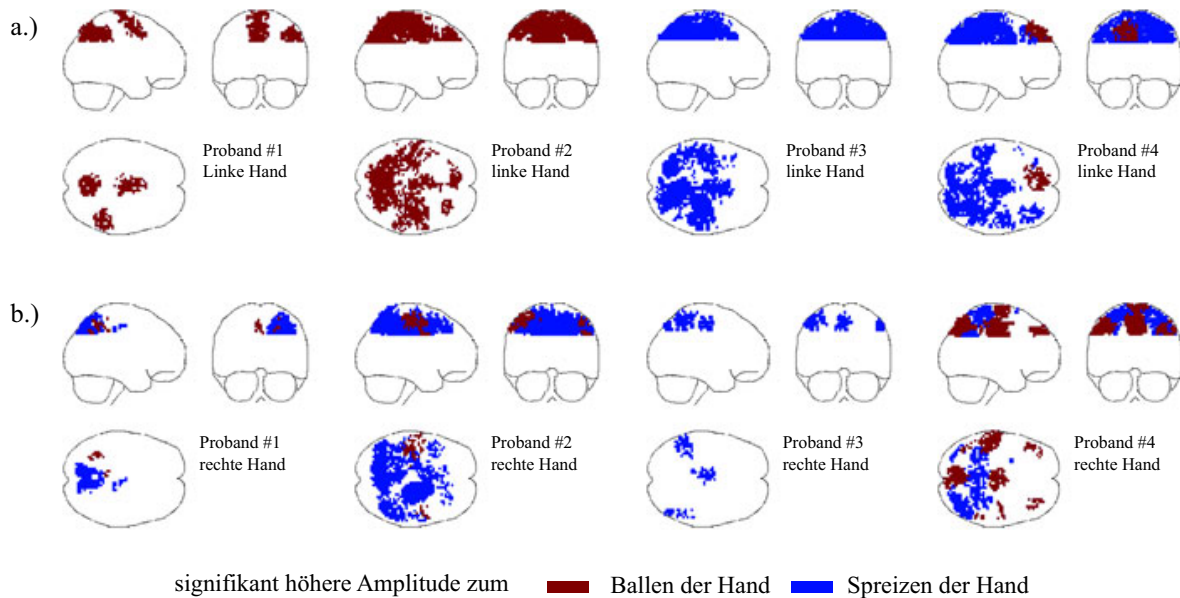 a.)
Proband #1
Linke Hand
Proband #2
linke Hand
Proband #3
linke Hand
Proband #4
linke Hand
b.)
Proband #1
rechte Hand
Proband #2
rechte Hand
Proband #3
rechte Hand
Proband #4
rechte Hand
signifikant höhere Amplitude zum Ballen der Hand Spreizen der Hand